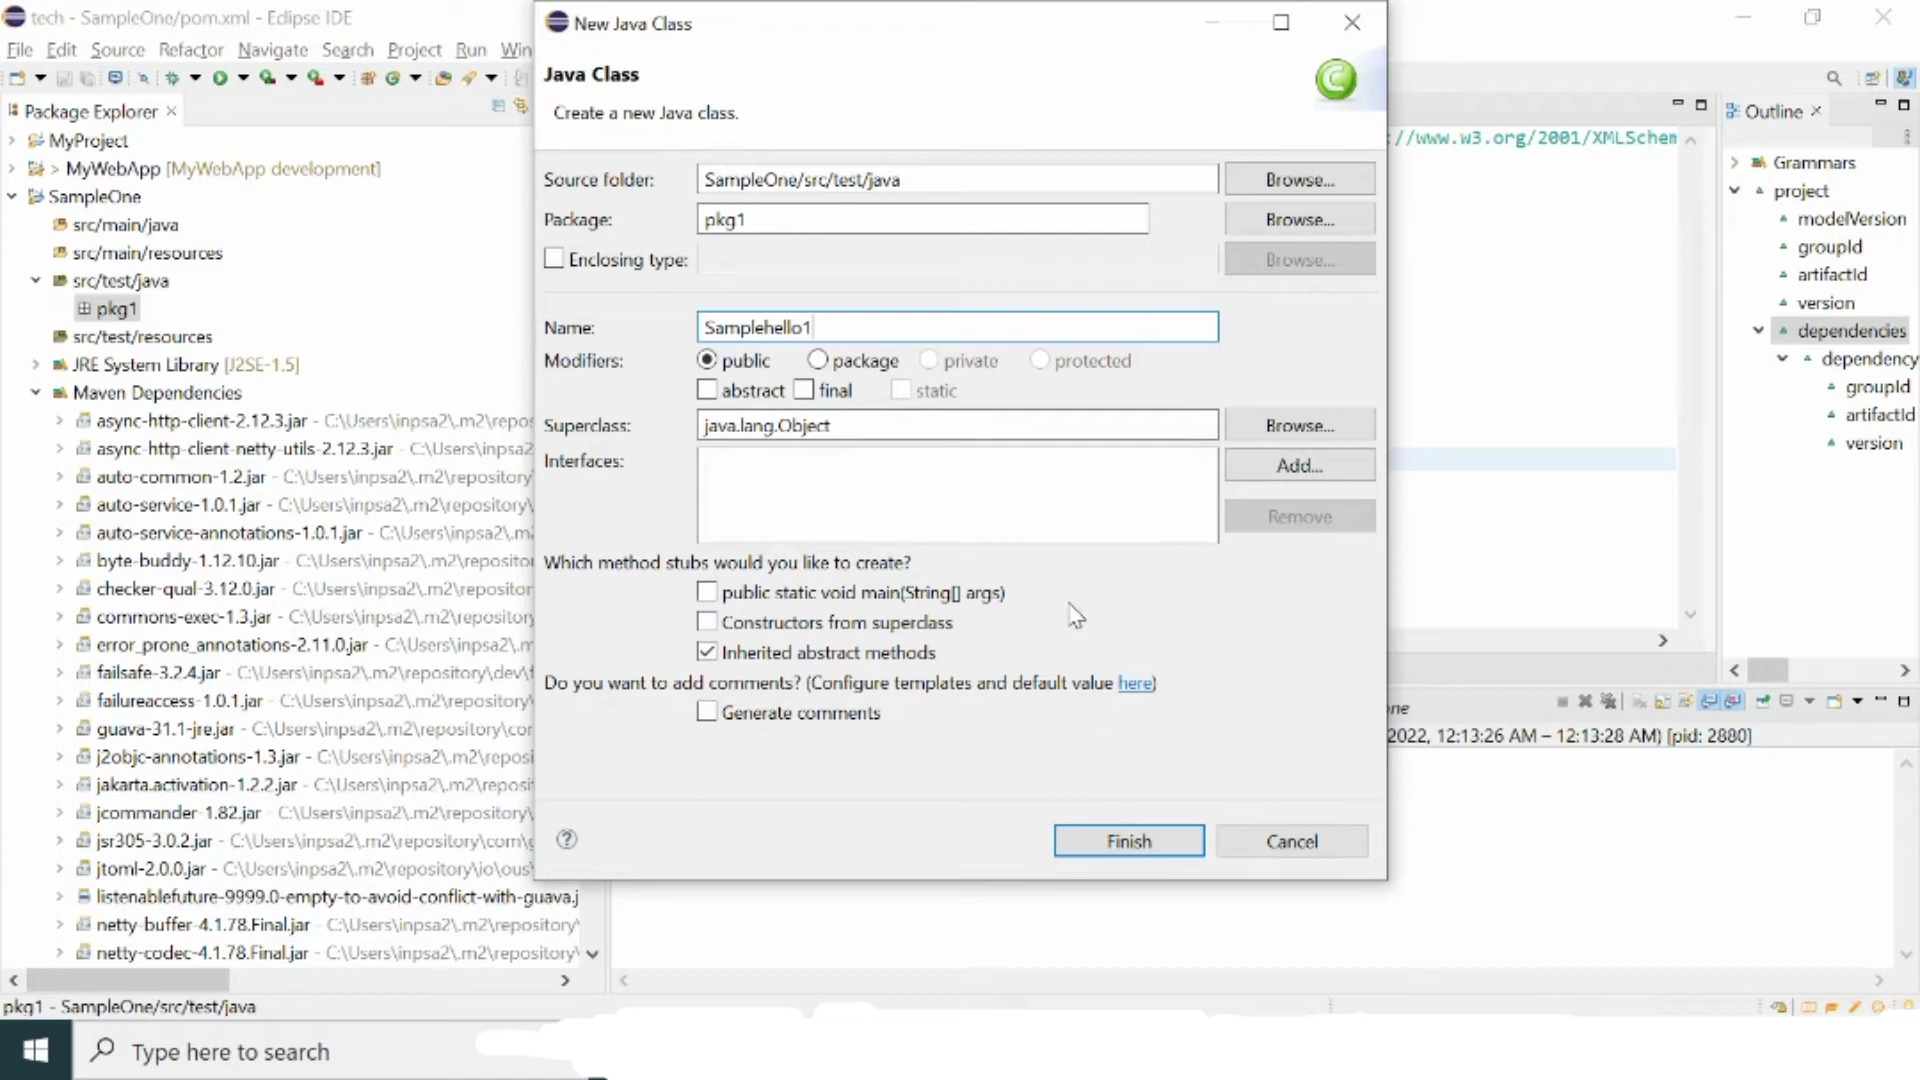 tech - SampleOne/pom.xml - Eclipse IDE
File Edit Source Refactor Navigate Search Project Run Win
Package Explorer
MyProject
> MyWebApp [MyWebApp development]
SampleOne
src/main/java
src/main/resources
src/test/java
pkg1
src/test/resources
JRE System Library [J2SE-1.5]
Maven Dependencies
async-http-client-2.12.3.jar - C:\Users\inpsa2\.m2\repos
async-http-client-netty-utils-2.12.3.jar - C:\Users\inpsa2\
auto-common-1.2.jar - C:\Users\inpsa2\.m2\repository
auto-service-1.0.1.jar - C:\Users\inpsa2\.m2\repository\
auto-service-annotations-1.0.1.jar - C:\Users\inpsa2\.m
byte-buddy-1.12.10.jar - C:\Users\inpsa2\.m2\repositor
checker-qual-3.12.0.jar - C:\Users\inpsa2\.m2\reposito
commons-exec-1.3.jar - C:\Users\inpsa2\.m2\repositor
error_prone_annotations-2.11.0.jar - C:\Users\inpsa2\.
failsafe-3.2.4.jar - C:\Users\inpsa2\.m2\repository\dev\
failureaccess-1.0.1.jar - C:\Users\inpsa2\.m2\repositor
guava-31.1-jre.jar - C:\Users\inpsa2\.m2\repository\co
j2objc-annotations-1.3.jar - C:\Users\inpsa2\.m2\repos
jakarta.activation-1.2.2.jar - C:\Users\inpsa2\.m2\repos
jcommander-1.82.jar - C:\Users\inpsa2\.m2\repository\
jsr305-3.0.2.jar - C:\Users\inpsa2\.m2\repository\com\
jtoml-2.0.0.jar - C:\Users\inpsa2\.m2\repository\io\ous
listenablefuture-9999.0-empty-to-avoid-conflict-with-guava.j
netty-buffer-4.1.78.Final.jar - C:\Users\inpsa2\.m2\repository\
netty-codec-4.1.78.Final.jar - C:\Users\inpsa2\.m2\repository\
pkg1 - SampleOne/src/test/java
Type here to search
New Java Class
Java Class
Create a new Java class.
Source folder: SampleOne/src/test/java Browse...
Package: pkg1 Browse...
Enclosing type: Browse...
Name: Samplehello1
Modifiers: public package private protected
abstract final static
Superclass: java.lang.Object Browse...
Interfaces: Add...
Remove
Which method stubs would you like to create?
public static void main(String[] args)
Constructors from superclass
Inherited abstract methods
Do you want to add comments? (Configure templates and default value here)
Generate comments
Finish Cancel
://www.w3.org/2001/XMLSchem
Outline
Grammars
project
modelVersion
groupId
artifactId
version
dependencies
dependency
groupId
artifactId
version
2022, 12:13:26 AM – 12:13:28 AM) [pid: 2880]